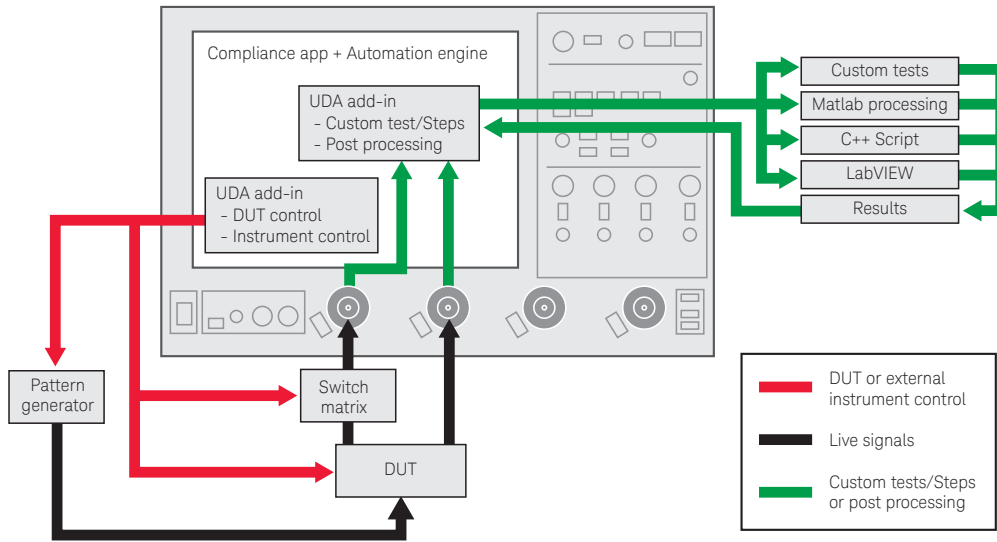 Compliance app + Automation engine
UDA add-in
- Custom test/Steps
- Post processing
UDA add-in
- DUT control
- Instrument control
Custom tests
Matlab processing
C++ Script
LabVIEW
Results
Pattern
generator
Switch
matrix
DUT
DUT or external
instrument control
Live signals
Custom tests/Steps
or post processing